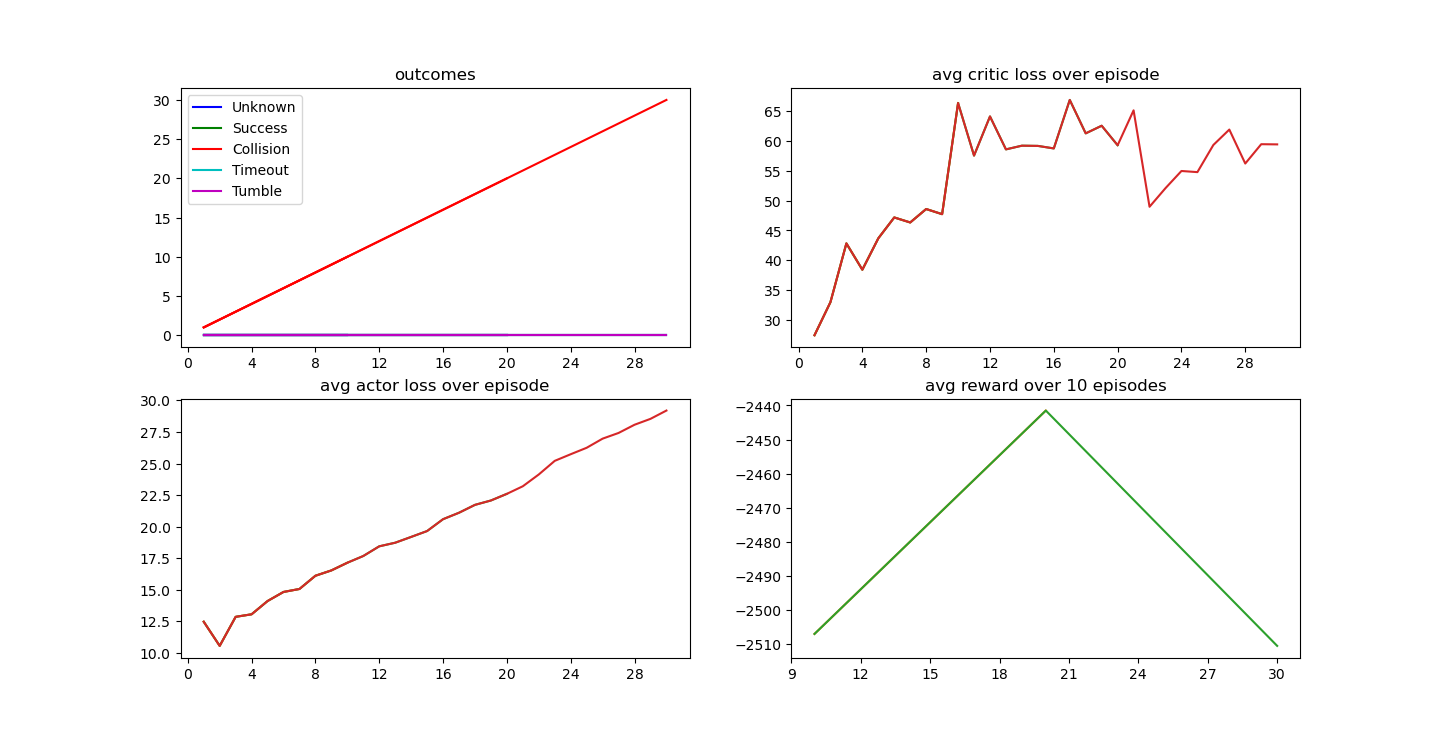 outcomes
30
25
20
15
10
5
0
Unknown
Success
Collision
Timeout
Tumble
0 4 8 12 16 20 24 28
avg critic loss over episode
65
60
55
50
45
40
35
30
0 4 8 12 16 20 24 28
avg actor loss over episode
30.0
27.5
25.0
22.5
20.0
17.5
15.0
12.5
10.0
0 4 8 12 16 20 24 28
avg reward over 10 episodes
−2440
−2450
−2460
−2470
−2480
−2490
−2500
−2510
9 12 15 18 21 24 27 30